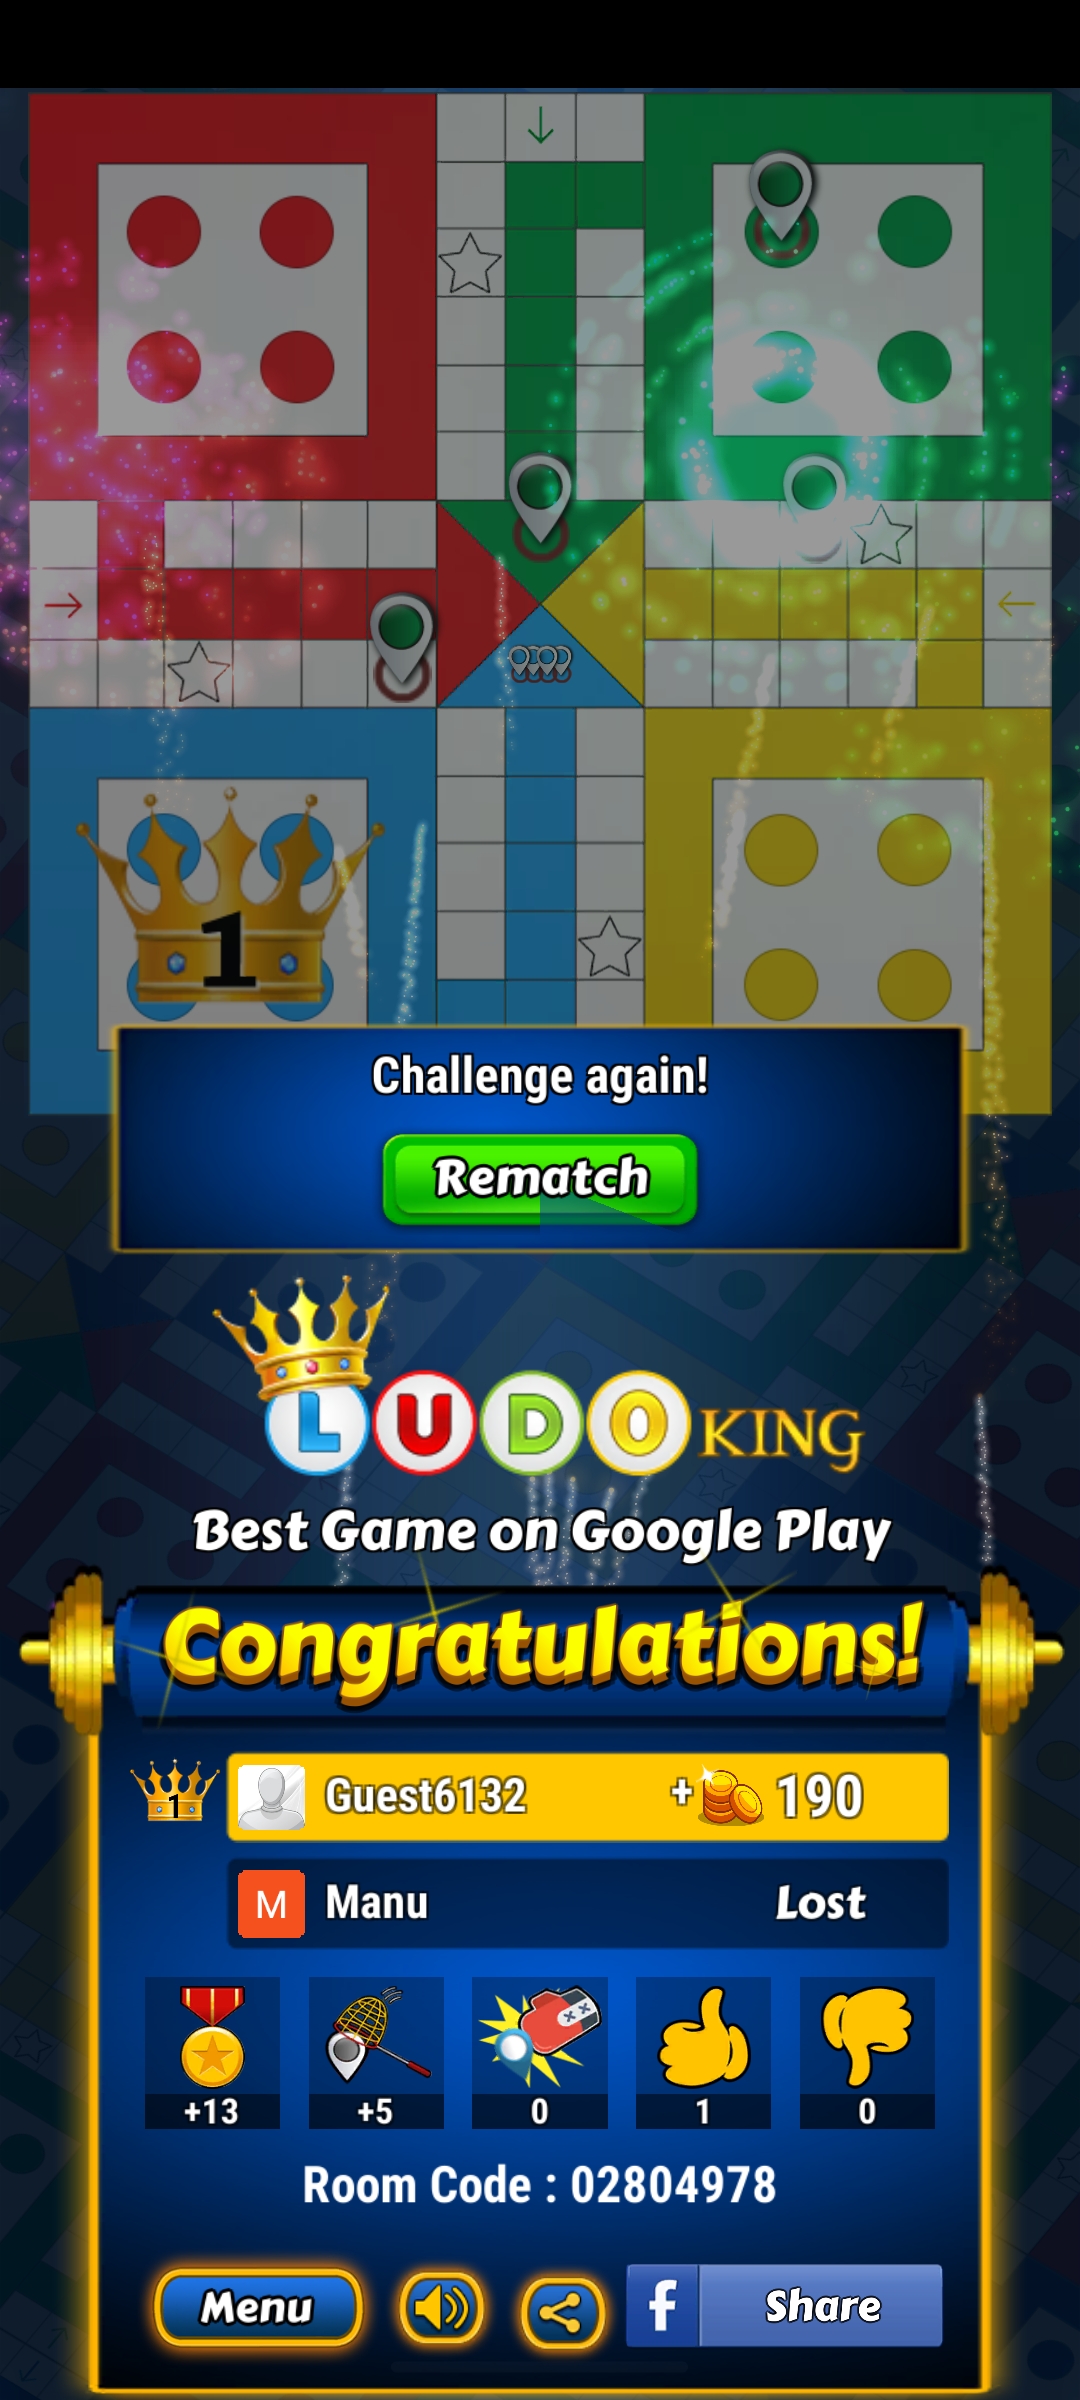 1
Challenge again!
Rematch
LUDO KING
Best Game on Google Play
Congratulations!
1 Guest6132 + 190
M Manu Lost
+13 +5 0 1 0
Room Code : 02804978
Menu f Share